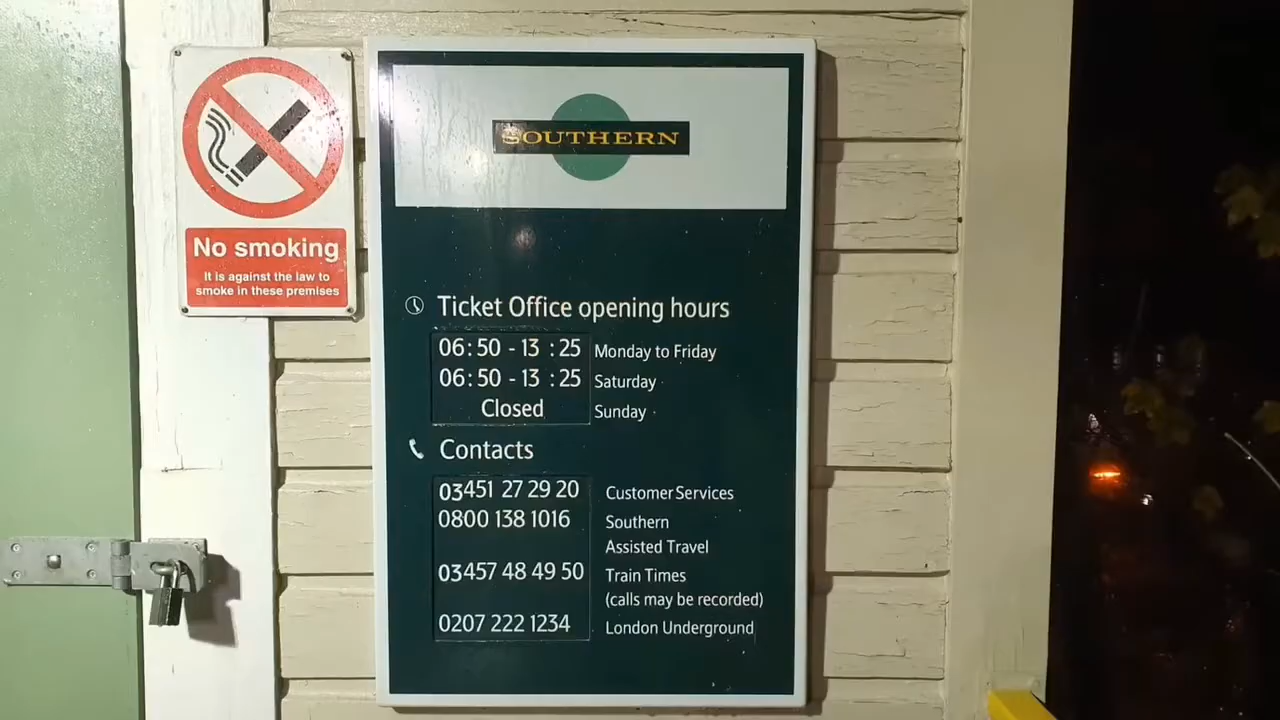 No smoking
It is against the law to
smoke in these premises
SOUTHERN
Ticket Office opening hours
06:50 - 13 :25 Monday to Friday
06:50 - 13 :25 Saturday
Closed Sunday
Contacts
03451 27 29 20 Customer Services
0800 138 1016 Southern
Assisted Travel
03457 48 49 50 Train Times
(calls may be recorded)
0207 222 1234 London Underground